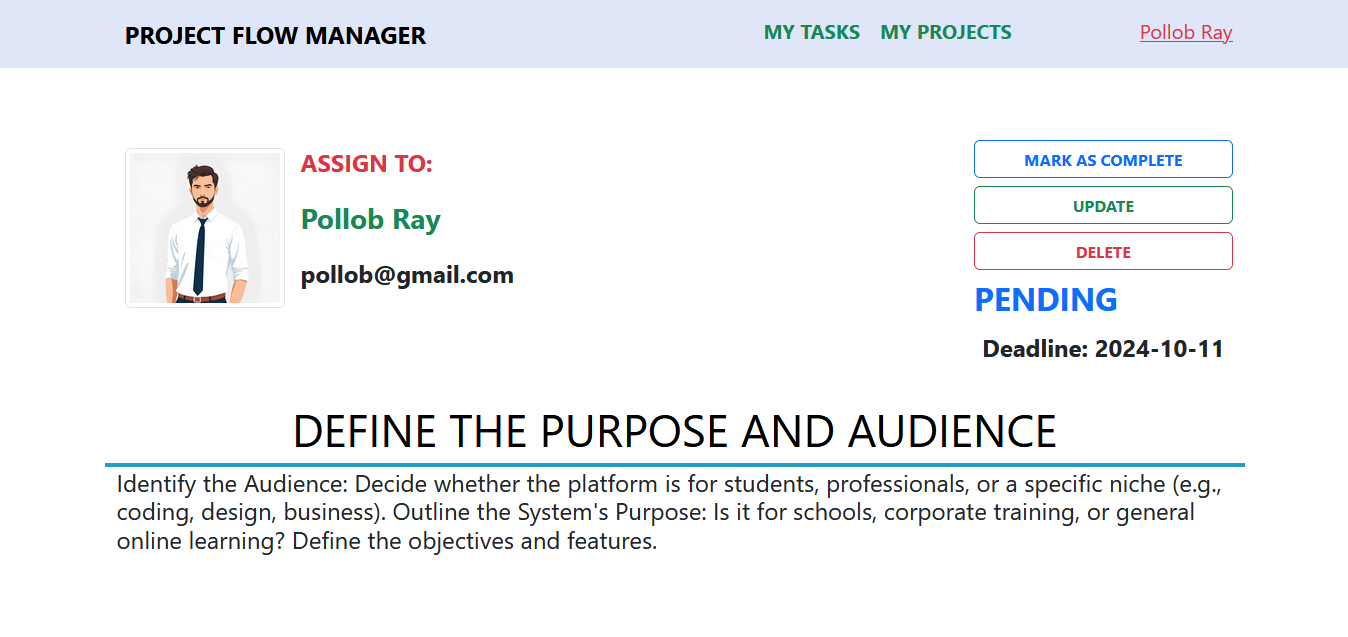 PROJECT FLOW MANAGER
MY TASKS
MY PROJECTS
Pollob Ray
ASSIGN TO:
Pollob Ray
pollob@gmail.com
MARK AS COMPLETE
UPDATE
DELETE
PENDING
Deadline: 2024-10-11
DEFINE THE PURPOSE AND AUDIENCE
Identify the Audience: Decide whether the platform is for students, professionals, or a specific niche (e.g.,
coding, design, business). Outline the System's Purpose: Is it for schools, corporate training, or general
online learning? Define the objectives and features.